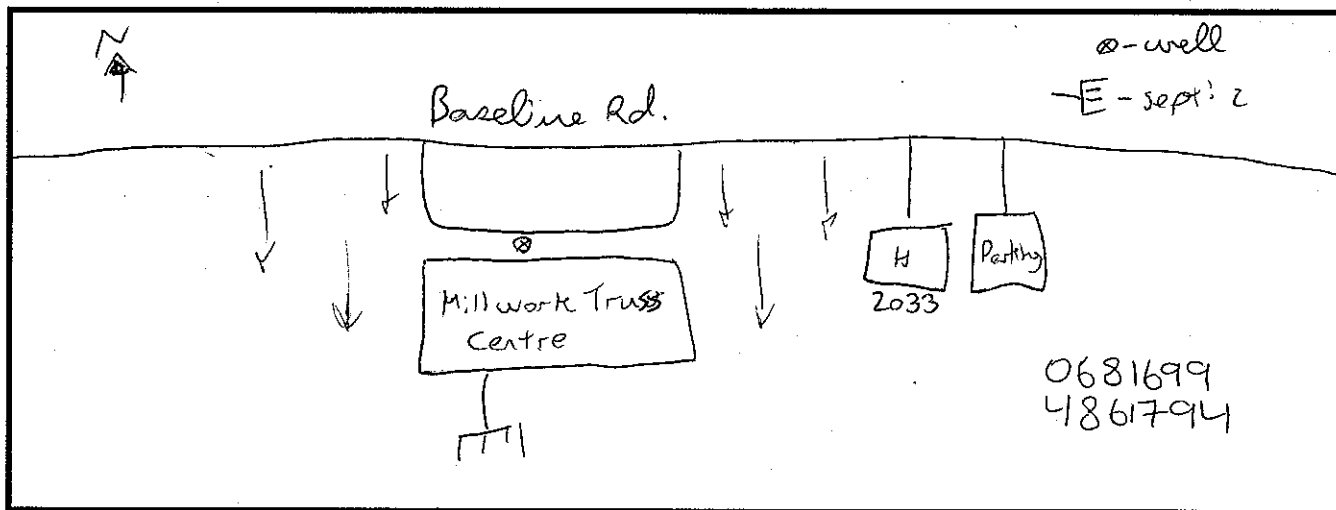 N
⊗-well
E - septic
Baseline Rd.
Millwork Truss
Centre
H
2033
Parking
0681699
4861794